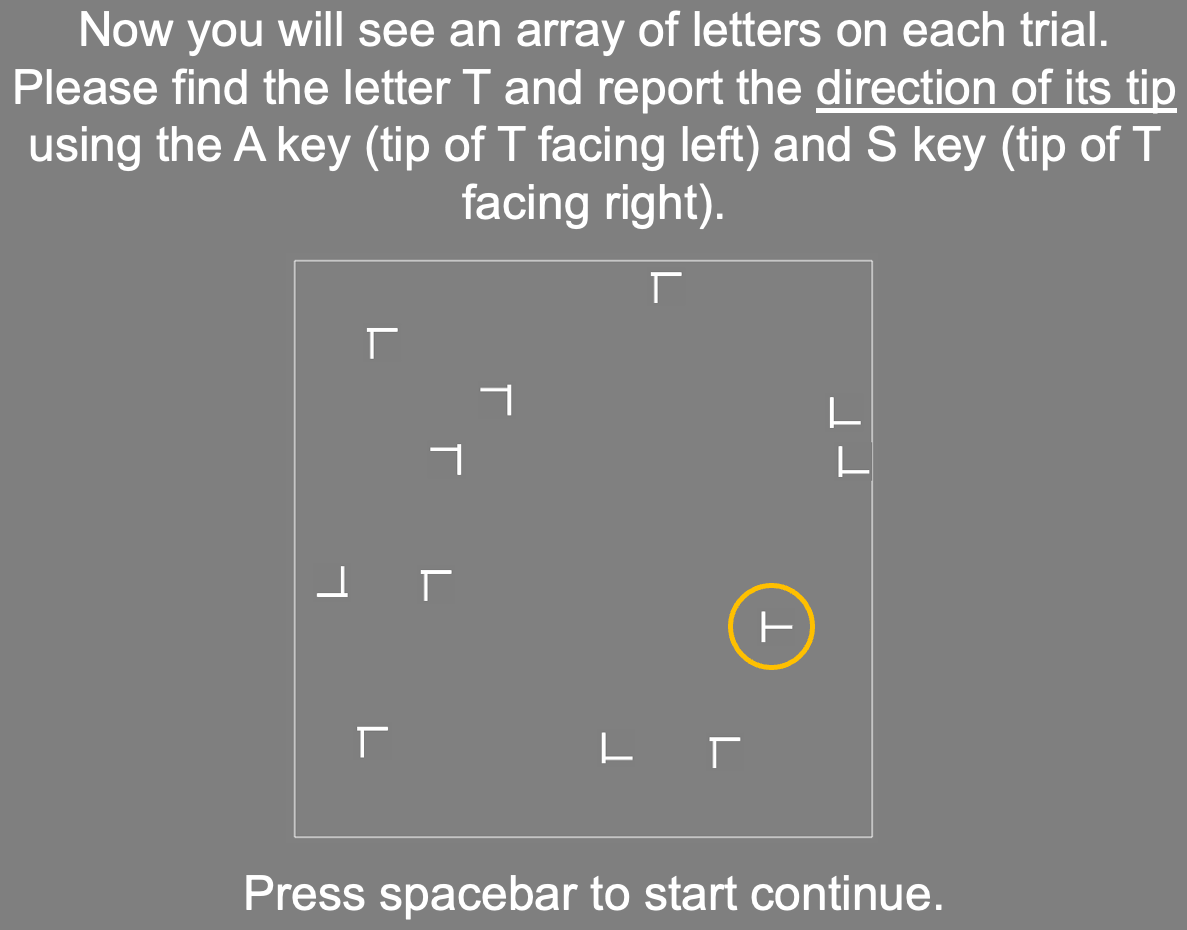 Now you will see an array of letters on each trial.
Please find the letter T and report the direction of its tip
using the A key (tip of T facing left) and S key (tip of T
facing right).
Press spacebar to start continue.